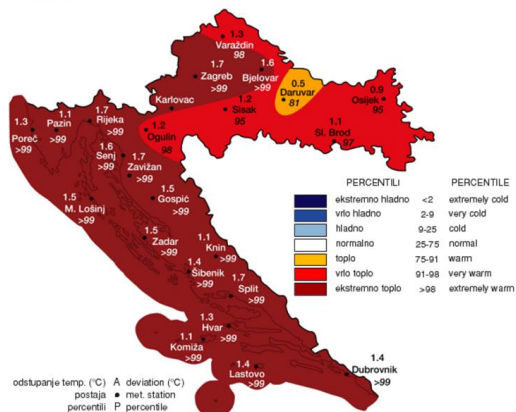 1.3
Varaždin
98
1.7
Zagreb
>99
1.6
Bjelovar
>99
0.5
Daruvar
81
0.9
Osijek
95
Karlovac
1.2
Sisak
95
1.1
Sl. Brod
97
1.2
Ogulin
98
1.3
Poreč
>99
1.1
Pazin
>99
1.7
Rijeka
>99
1.6
Senj
>99
1.7
Zavižan
>99
1.5
Gospić
>99
1.5
M. Lošinj
>99
1.5
Zadar
>99
1.1
Knin
>99
1.4
Šibenik
>99
1.7
Split
>99
1.3
Hvar
>99
1.1
Komiža
>99
1.4
Lastovo
>99
1.4
Dubrovnik
>99
PERCENTILI PERCENTILE
ekstremno hladno <2 extremely cold
vrlo hladno 2-9 very cold
hladno 9-25 cold
normalno 25-75 normal
toplo 75-91 warm
vrlo toplo 91-98 very warm
ekstremno toplo >98 extremely warm
odstupanje temp. (°C) A deviation (°C)
postaja met. station
percentili P percentile